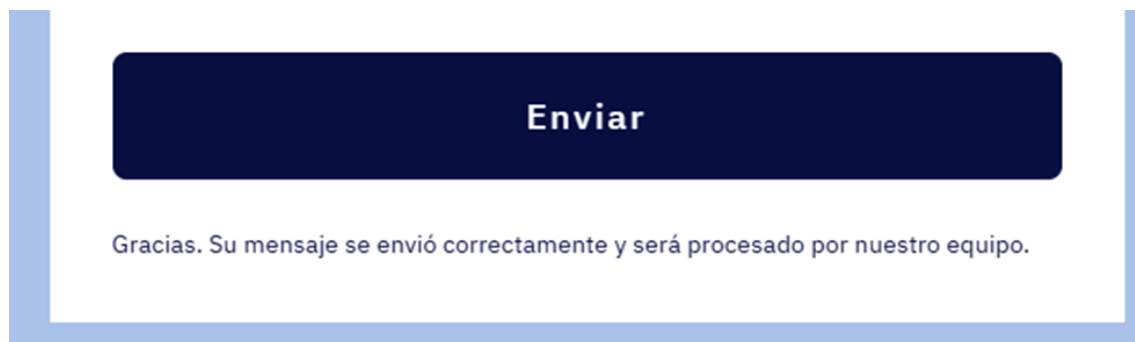 Enviar
Gracias. Su mensaje se envió correctamente y será procesado por nuestro equipo.